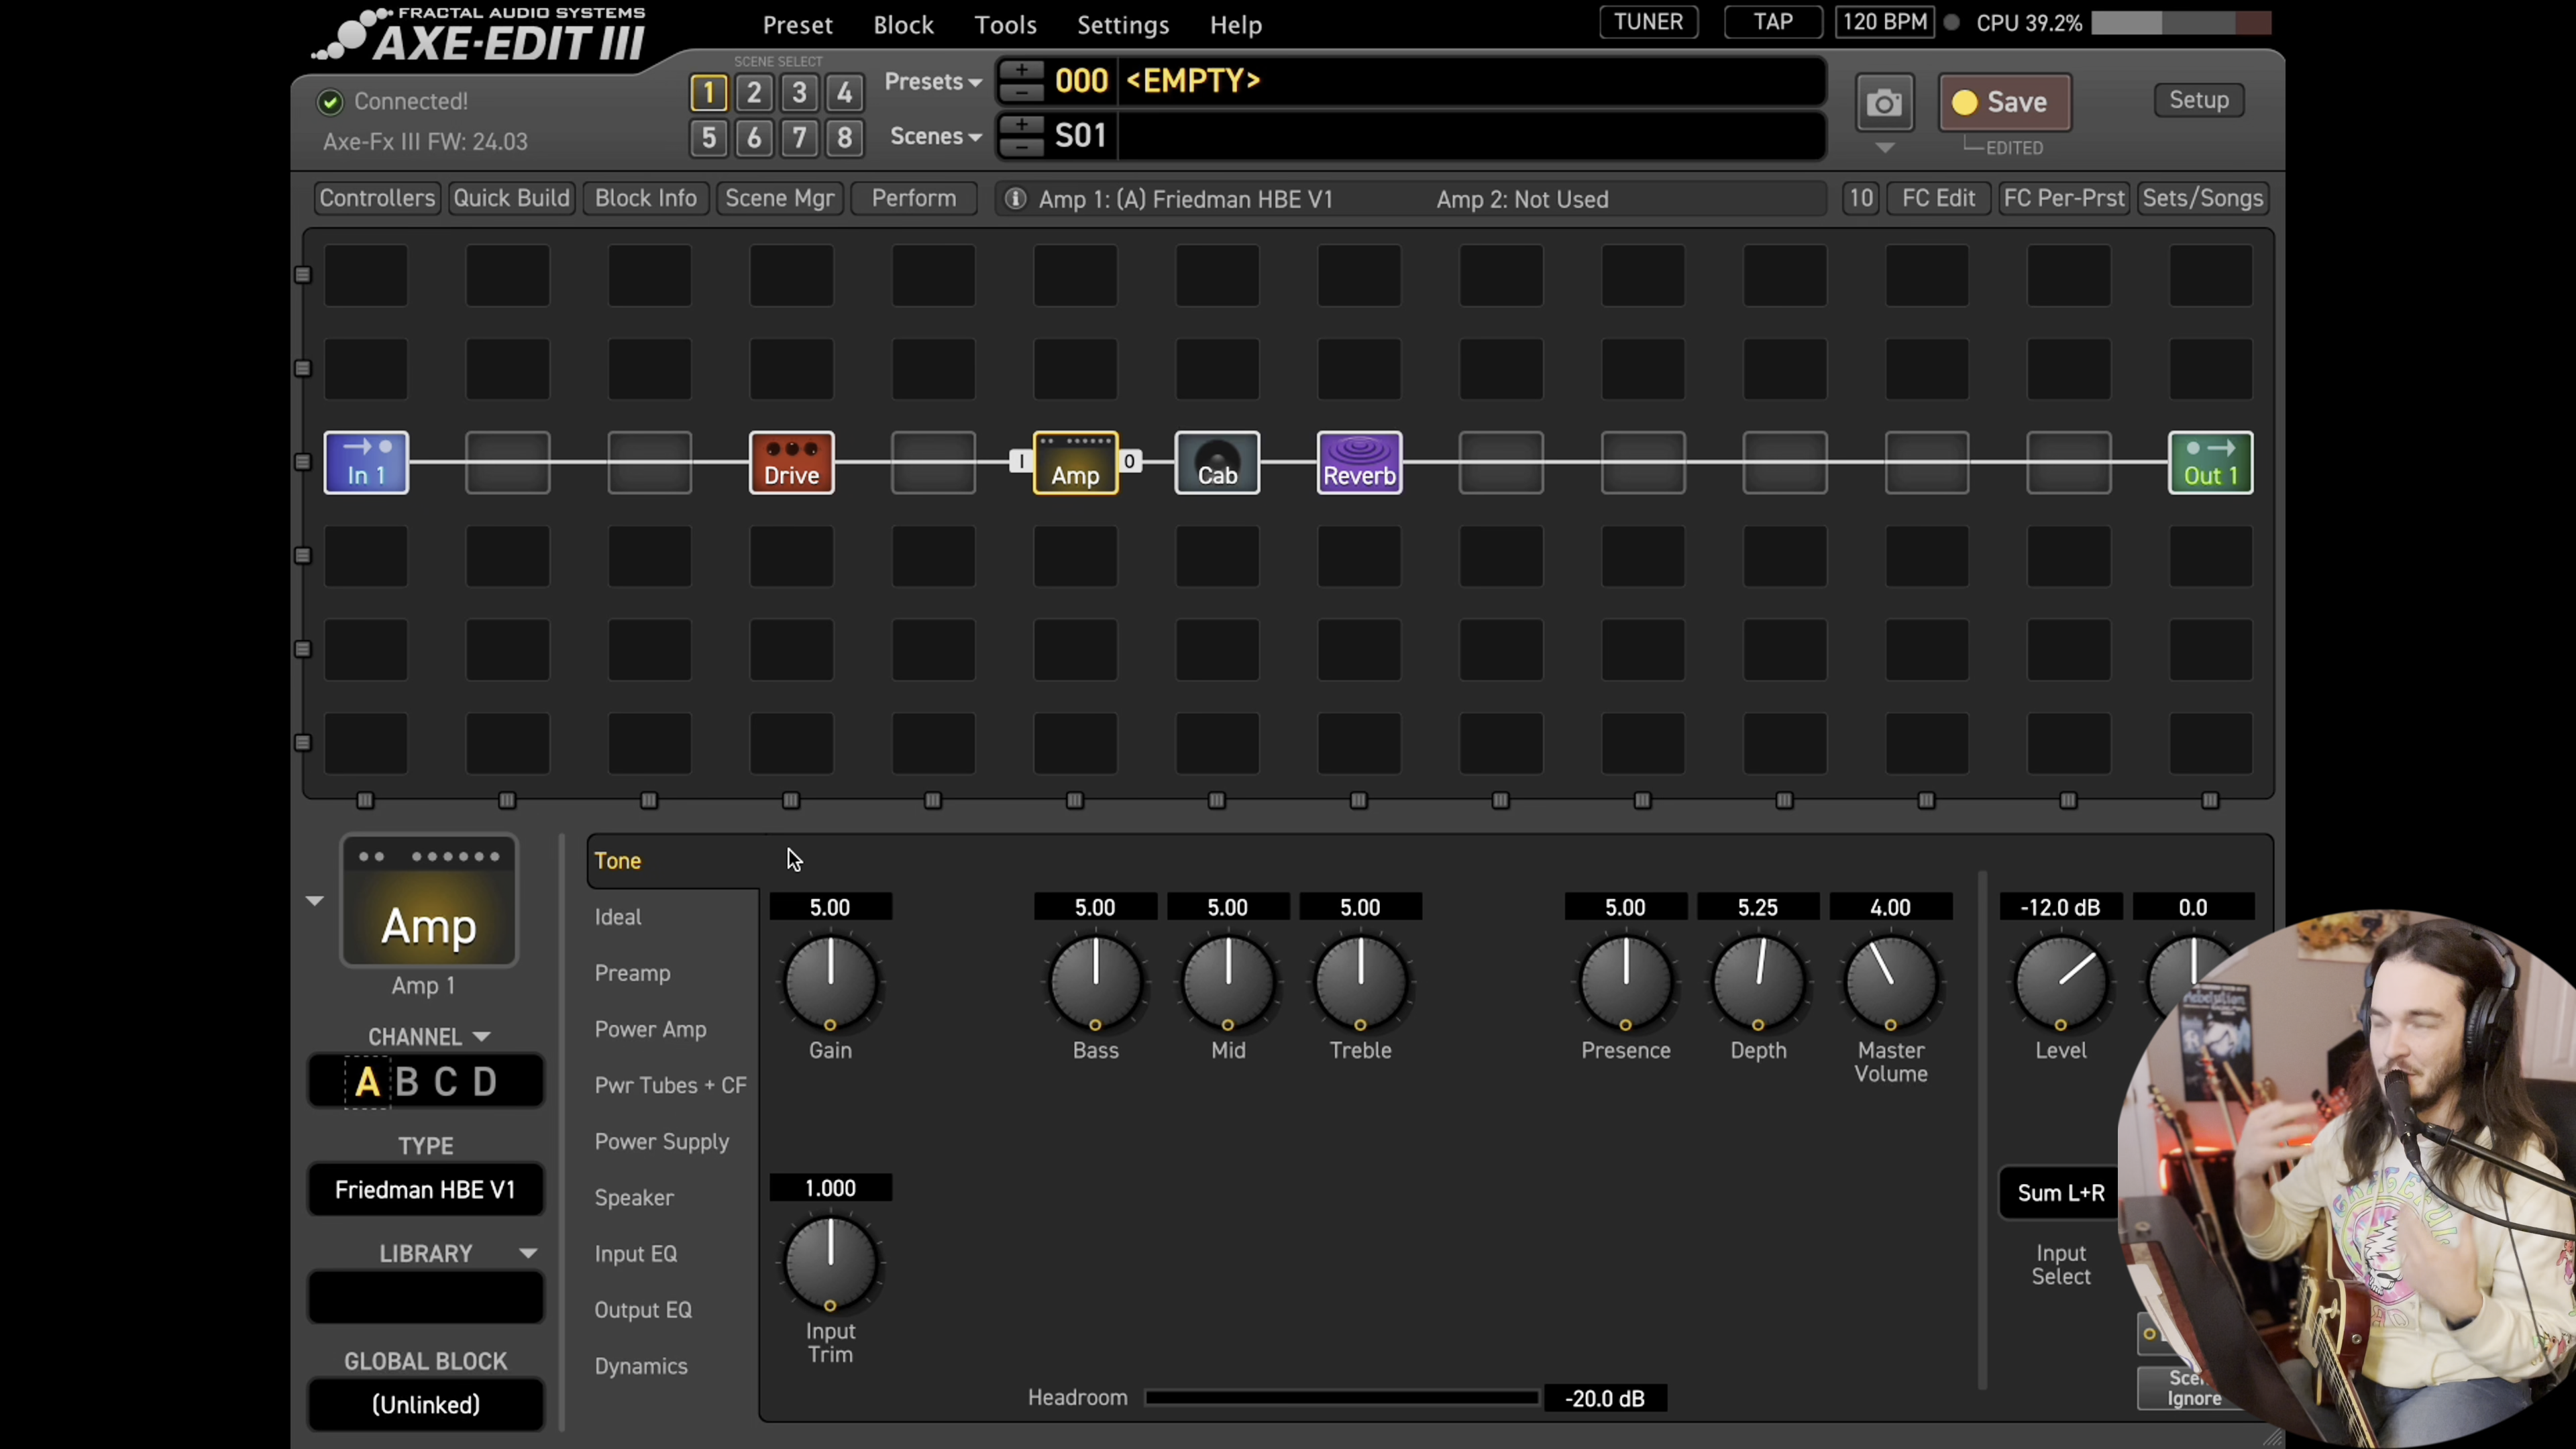 FRACTAL AUDIO SYSTEMS
AXE-EDIT III
Preset Block Tools Settings Help
TUNER TAP 120 BPM CPU 39.2%
Connected!
Axe-Fx III FW: 24.03
SCENE SELECT
1 2 3 4
5 6 7 8
Presets 000 <EMPTY>
Scenes S01
Save
EDITED
Setup
Controllers Quick Build Block Info Scene Mgr Perform
Amp 1: (A) Friedman HBE V1 Amp 2: Not Used
10 FC Edit FC Per-Prst Sets/Songs
In 1 Drive I Amp O Cab Reverb Out 1
Amp
Amp 1
CHANNEL
A B C D
TYPE
Friedman HBE V1
LIBRARY
GLOBAL BLOCK
(Unlinked)
Tone
Ideal
Preamp
Power Amp
Pwr Tubes + CF
Power Supply
Speaker
Input EQ
Output EQ
Dynamics
5.00 5.00 5.00 5.00 5.00 5.25 4.00 -12.0 dB 0.0
Gain Bass Mid Treble Presence Depth Master Volume Level
1.000
Input
Trim
Headroom -20.0 dB
Sum L+R
Input
Select
Ignore